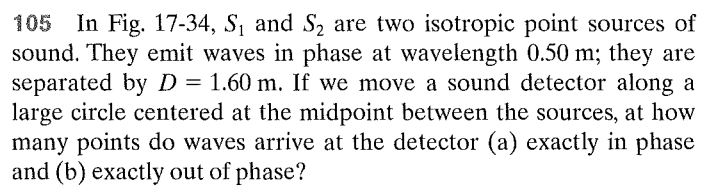 105 In Fig. 17-34, S₁ and S₂ are two isotropic point sources of
sound. They emit waves in phase at wavelength 0.50 m; they are
separated by D = 1.60 m. If we move a sound detector along a
large circle centered at the midpoint between the sources, at how
many points do waves arrive at the detector (a) exactly in phase
and (b) exactly out of phase?